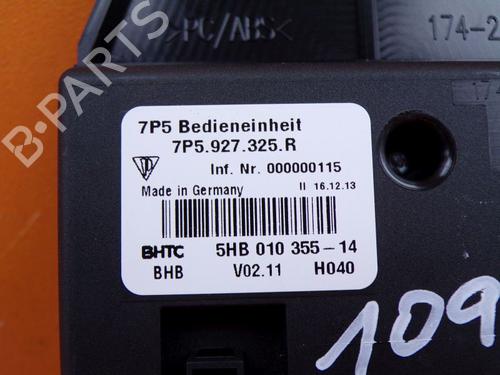 >PC/ABS<
174-2
7P5 Bedieneinheit
7P5.927.325.R
Inf. Nr. 000000115
Made in Germany II 16.12.13
BHTC 5HB 010 355-14
BHB V02.11 H040
109
B-PARTS